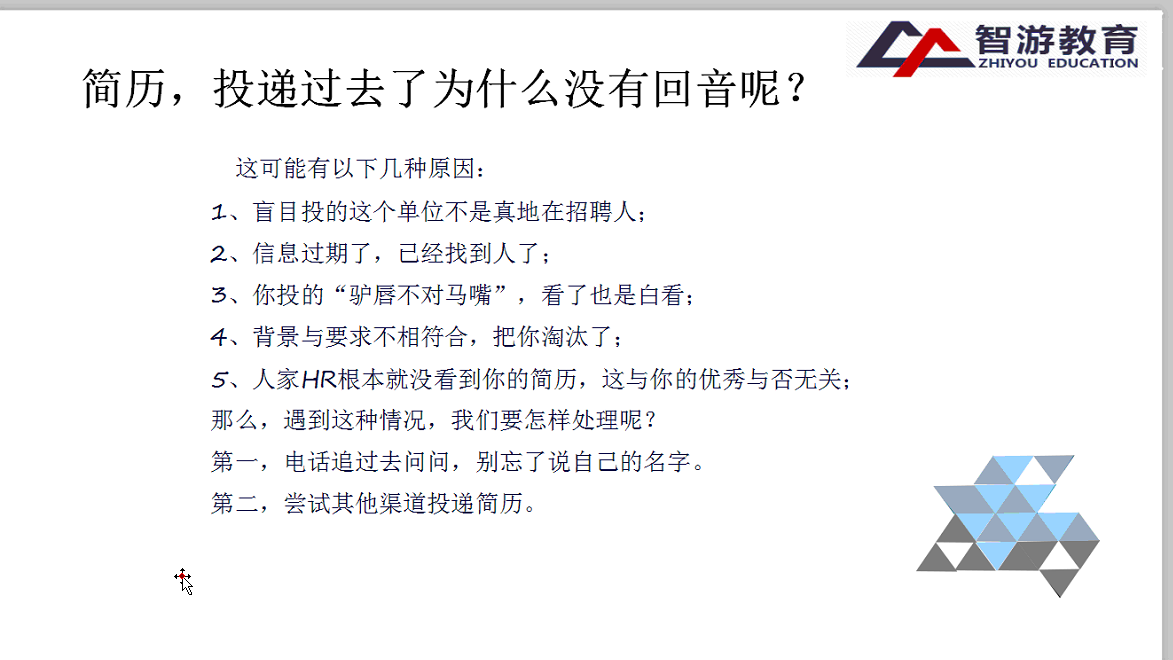 智游教育
ZHIYOU EDUCATION
简历，投递过去了为什么没有回音呢？
这可能有以下几种原因：
1、盲目投的这个单位不是真地在招聘人；
2、信息过期了，已经找到人了；
3、你投的“驴唇不对马嘴”，看了也是白看；
4、背景与要求不相符合，把你淘汰了；
5、人家HR根本就没看到你的简历，这与你的优秀与否无关；
那么，遇到这种情况，我们要怎样处理呢？
第一，电话追过去问问，别忘了说自己的名字。
第二，尝试其他渠道投递简历。